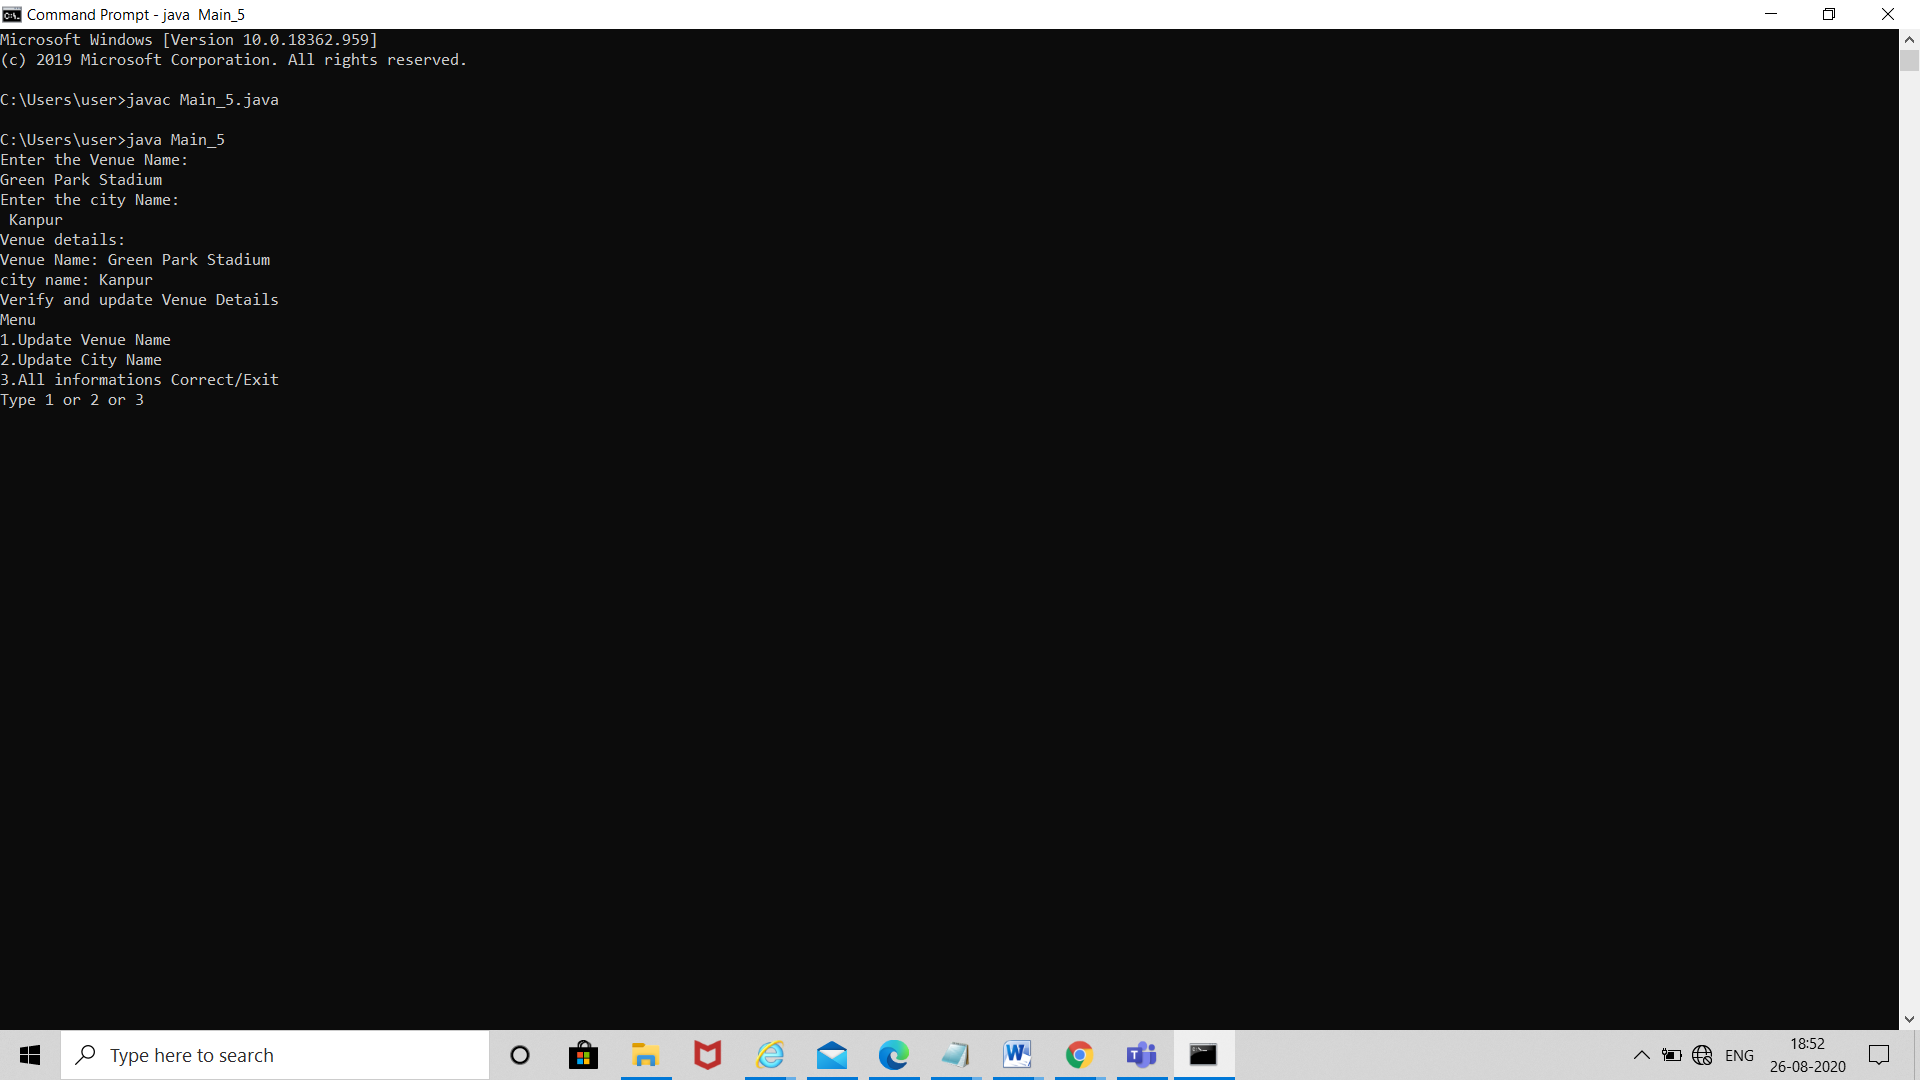 Command Prompt - java  Main_5
Microsoft Windows [Version 10.0.18362.959]
(c) 2019 Microsoft Corporation. All rights reserved.
C:\Users\user>javac Main_5.java
C:\Users\user>java Main_5
Enter the Venue Name:
Green Park Stadium
Enter the city Name:
 Kanpur
Venue details:
Venue Name: Green Park Stadium
city name: Kanpur
Verify and update Venue Details
Menu
1.Update Venue Name
2.Update City Name
3.All informations Correct/Exit
Type 1 or 2 or 3
Type here to search
ENG
18:52
26-08-2020